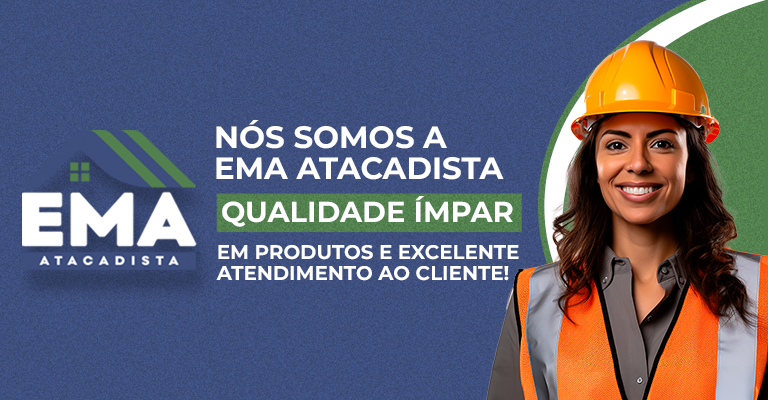 EMA
ATACADISTA
NÓS SOMOS A
EMA ATACADISTA
QUALIDADE ÍMPAR
EM PRODUTOS E EXCELENTE
ATENDIMENTO AO CLIENTE!